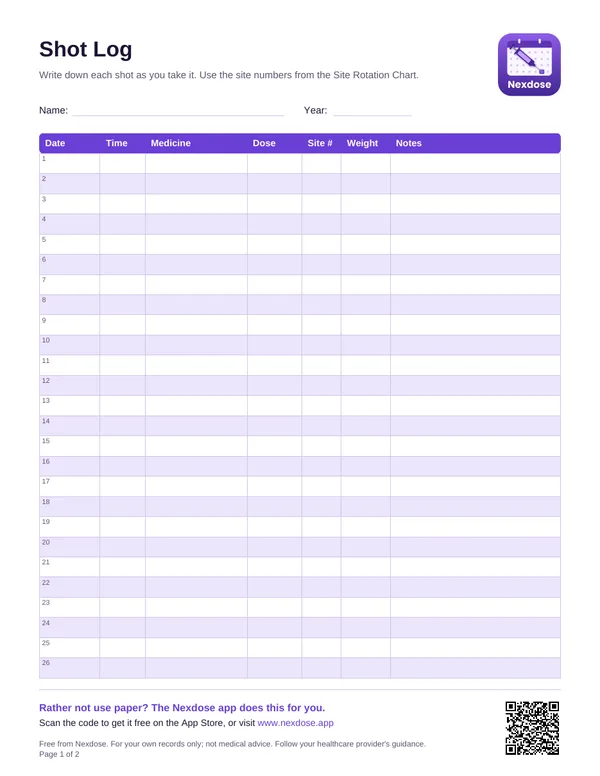 Shot Log
Write down each shot as you take it. Use the site numbers from the Site Rotation Chart.
Nexdose
Name:
Year:
Date Time Medicine Dose Site # Weight Notes
1
2
3
4
5
6
7
8
9
10
11
12
13
14
15
16
17
18
19
20
21
22
23
24
25
26
Rather not use paper? The Nexdose app does this for you.
Scan the code to get it free on the App Store, or visit www.nexdose.app
Free from Nexdose. For your own records only; not medical advice. Follow your healthcare provider's guidance.
Page 1 of 2